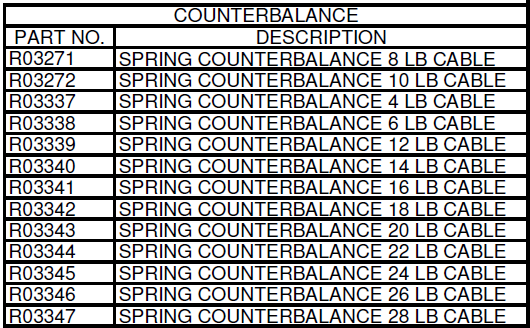 COUNTERBALANCE
PART NO. DESCRIPTION
R03271 SPRING COUNTERBALANCE 8 LB CABLE
R03272 SPRING COUNTERBALANCE 10 LB CABLE
R03337 SPRING COUNTERBALANCE 4 LB CABLE
R03338 SPRING COUNTERBALANCE 6 LB CABLE
R03339 SPRING COUNTERBALANCE 12 LB CABLE
R03340 SPRING COUNTERBALANCE 14 LB CABLE
R03341 SPRING COUNTERBALANCE 16 LB CABLE
R03342 SPRING COUNTERBALANCE 18 LB CABLE
R03343 SPRING COUNTERBALANCE 20 LB CABLE
R03344 SPRING COUNTERBALANCE 22 LB CABLE
R03345 SPRING COUNTERBALANCE 24 LB CABLE
R03346 SPRING COUNTERBALANCE 26 LB CABLE
R03347 SPRING COUNTERBALANCE 28 LB CABLE